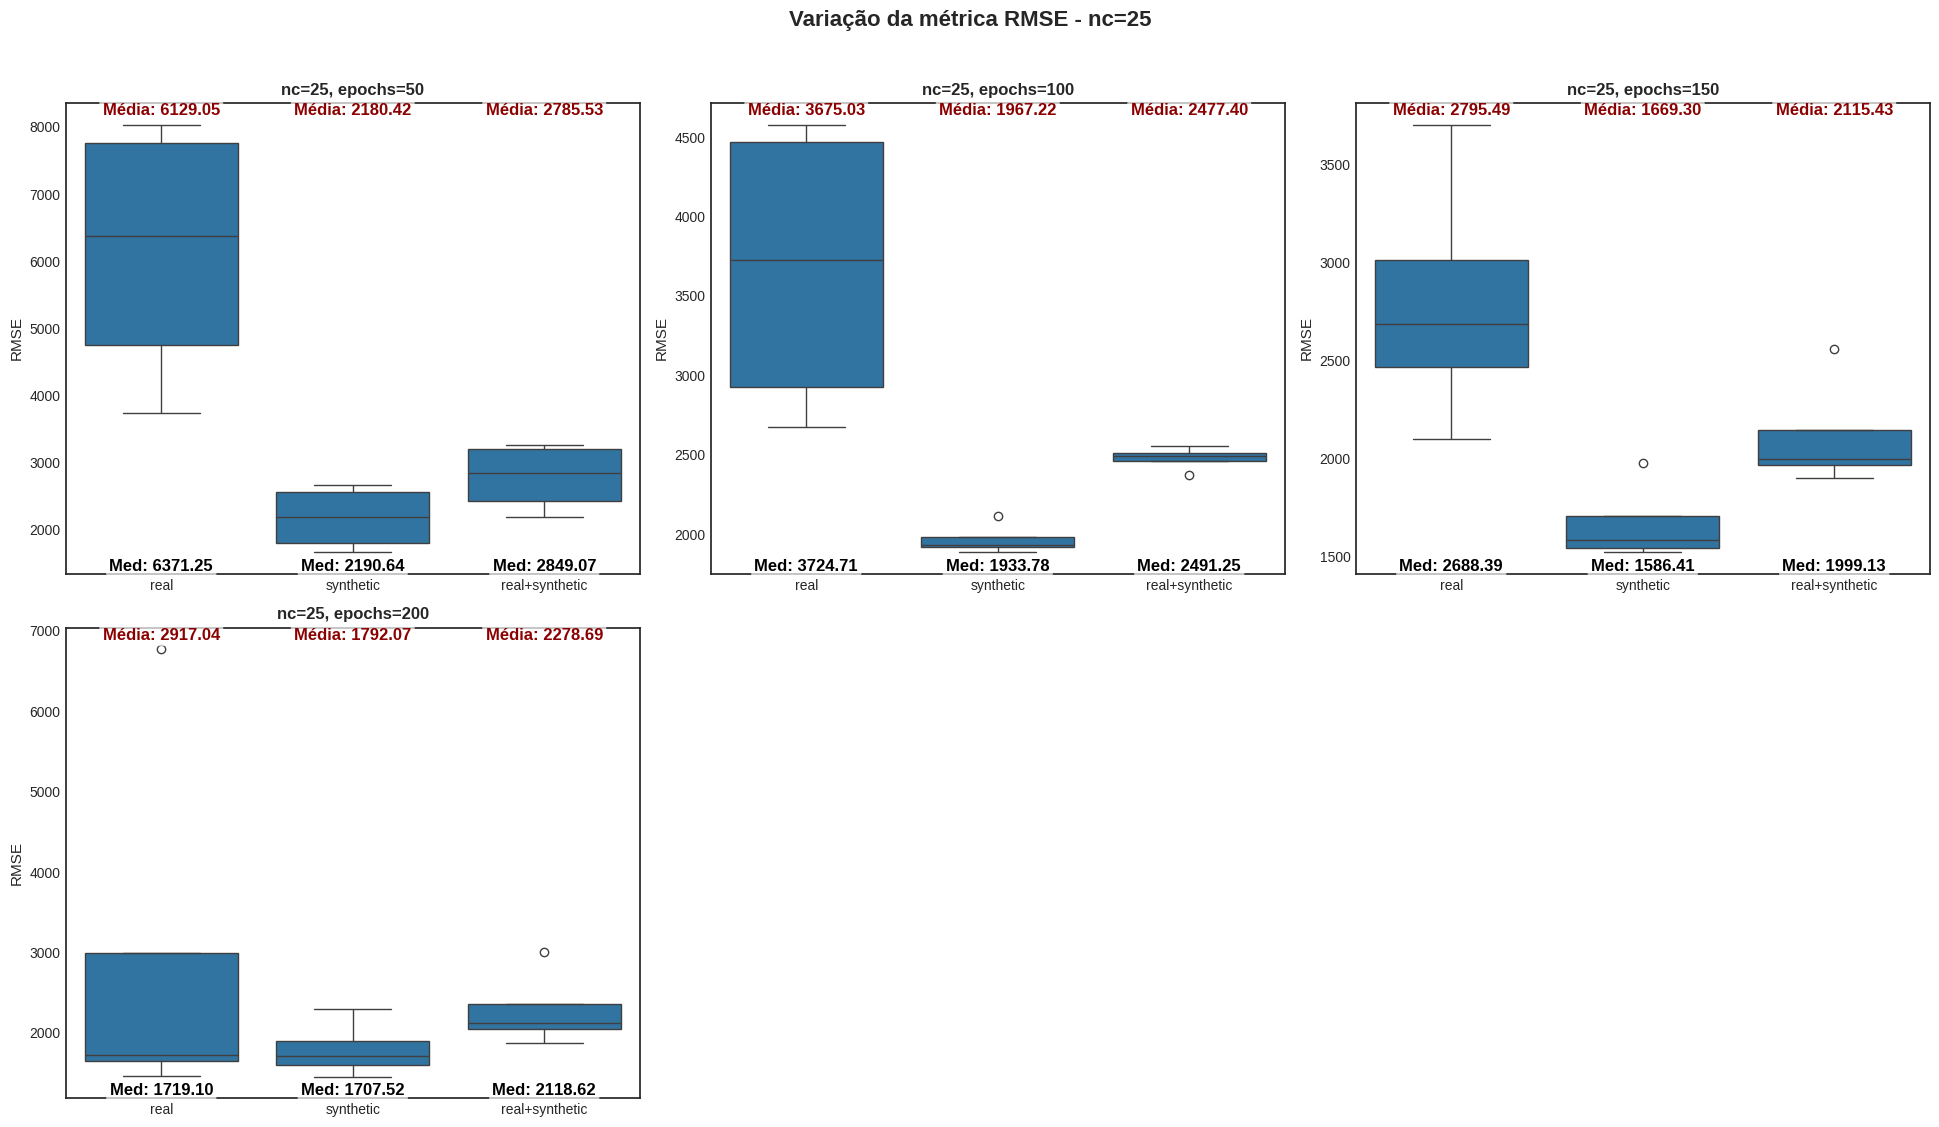 Variação da métrica RMSE - nc=25
nc=25, epochs=50
Média: 6129.05 Média: 2180.42 Média: 2785.53
8000
7000
6000
5000
4000
3000
2000
RMSE
Med: 6371.25 Med: 2190.64 Med: 2849.07
real synthetic real+synthetic
nc=25, epochs=100
Média: 3675.03 Média: 1967.22 Média: 2477.40
4500
4000
3500
3000
2500
2000
RMSE
Med: 3724.71 Med: 1933.78 Med: 2491.25
real synthetic real+synthetic
nc=25, epochs=150
Média: 2795.49 Média: 1669.30 Média: 2115.43
3500
3000
2500
2000
1500
RMSE
Med: 2688.39 Med: 1586.41 Med: 1999.13
real synthetic real+synthetic
nc=25, epochs=200
Média: 2917.04 Média: 1792.07 Média: 2278.69
7000
6000
5000
4000
3000
2000
RMSE
Med: 1719.10 Med: 1707.52 Med: 2118.62
real synthetic real+synthetic